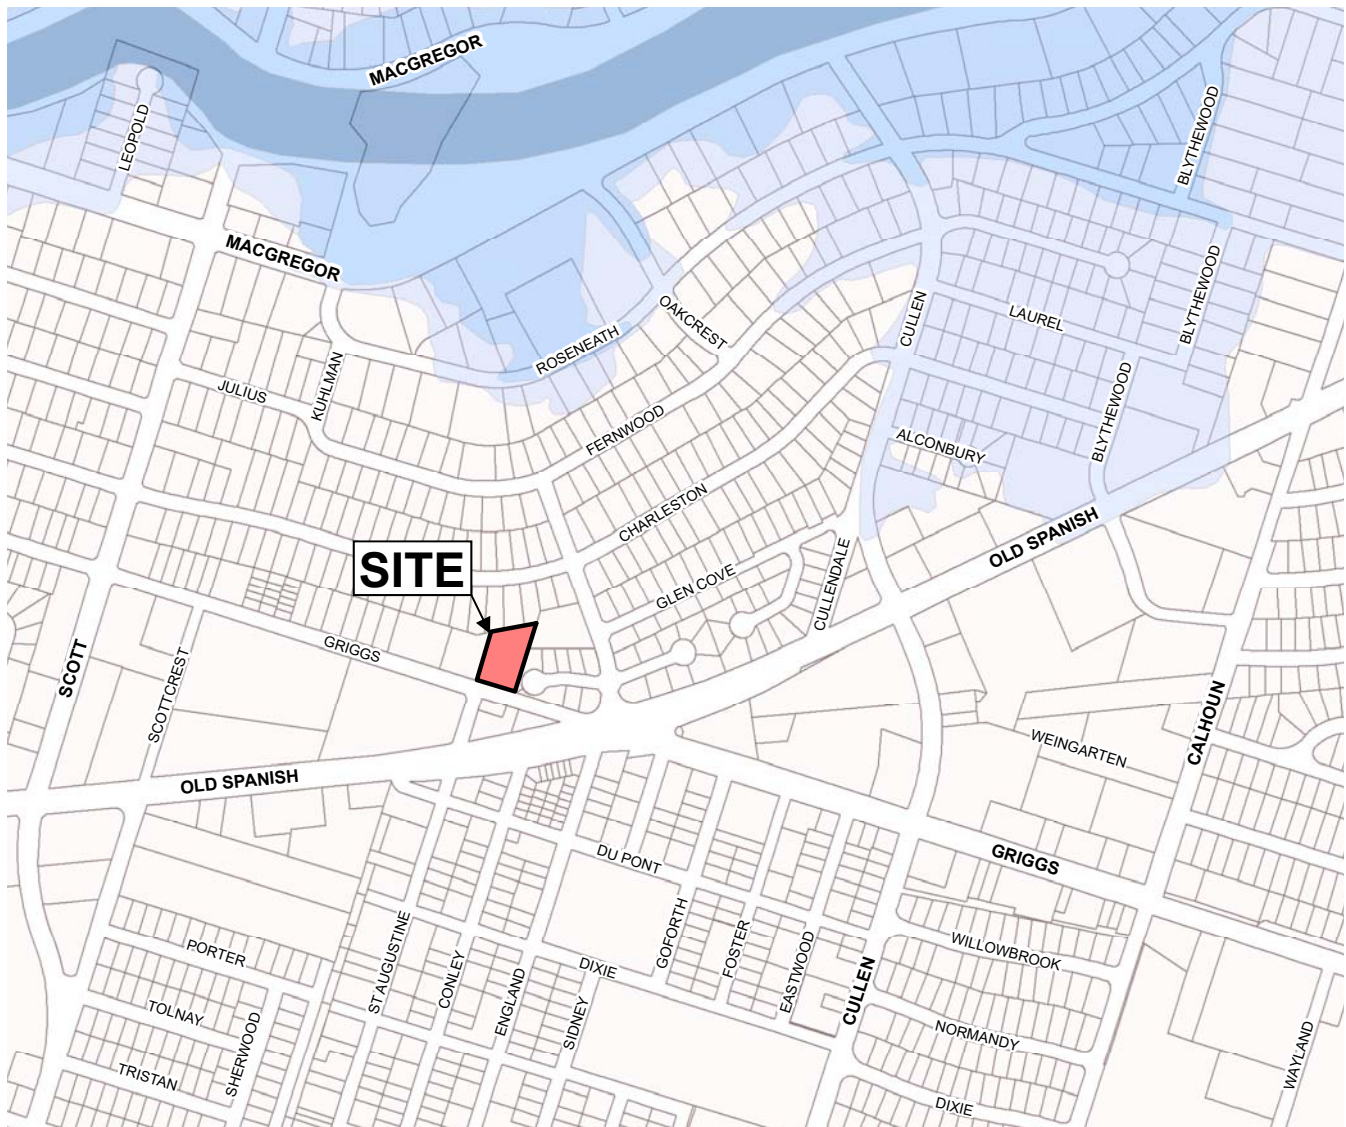 MACGREGOR
LEOPOLD
BLYTHEWOOD
MACGREGOR
BLYTHEWOOD
OAKCREST
CULLEN
LAUREL
ROSENEATH
KUHLMAN
JULIUS
BLYTHEWOOD
FERNWOOD
ALCONBURY
CHARLESTON
OLD SPANISH
SITE
GLEN COVE
CULLENDALE
GRIGGS
SCOTT
SCOTTCREST
CALHOUN
WEINGARTEN
OLD SPANISH
DU PONT
GRIGGS
GOFORTH
FOSTER
EASTWOOD
WILLOWBROOK
PORTER
ST AUGUSTINE
CONLEY
ENGLAND
DIXIE
CULLEN
TOLNAY
SIDNEY
NORMANDY
SHERWOOD
WAYLAND
TRISTAN
DIXIE